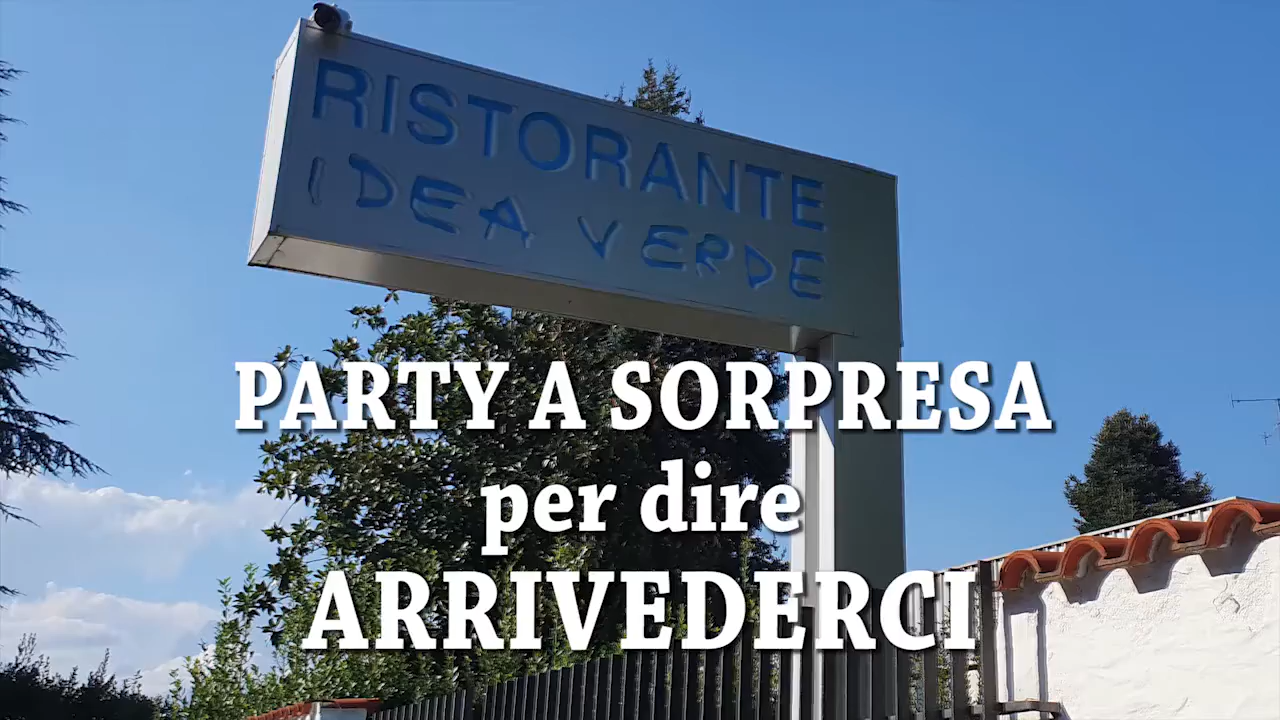 RISTORANTE
IDEA VERDE
PARTY A SORPRESA
per dire
ARRIVEDERCI